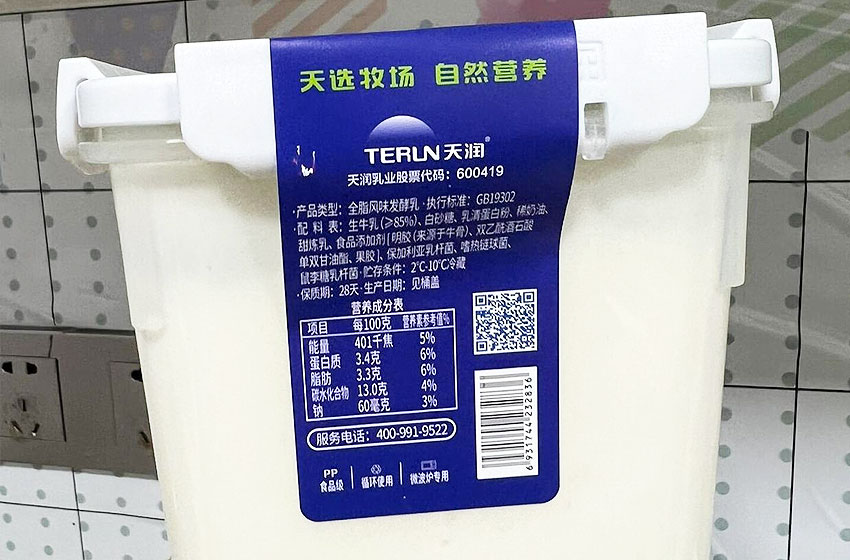 天选牧场 自然营养
TERUN天润®
天润乳业股票代码：600419
·产品类型：全脂风味发酵乳·执行标准：GB19302
·配 料 表：生牛乳(≥85%)、白砂糖、乳清蛋白粉、稀奶油、
甜炼乳、食品添加剂[明胶(来源于牛骨)、双乙酰酒石酸
单双甘油酯、果胶]、保加利亚乳杆菌、嗜热链球菌、
鼠李糖乳杆菌·贮存条件：2℃-10℃冷藏
·保质期：28天·生产日期：见桶盖
营养成分表
项目 每100克 营养素参考值%
能量 401千焦 5%
蛋白质 3.4克 6%
脂肪 3.3克 6%
碳水化合物 13.0克 4%
钠 60毫克 3%
服务电话：400-991-9522
PP
食品级 循环使用 微波炉专用
6 931744 232836